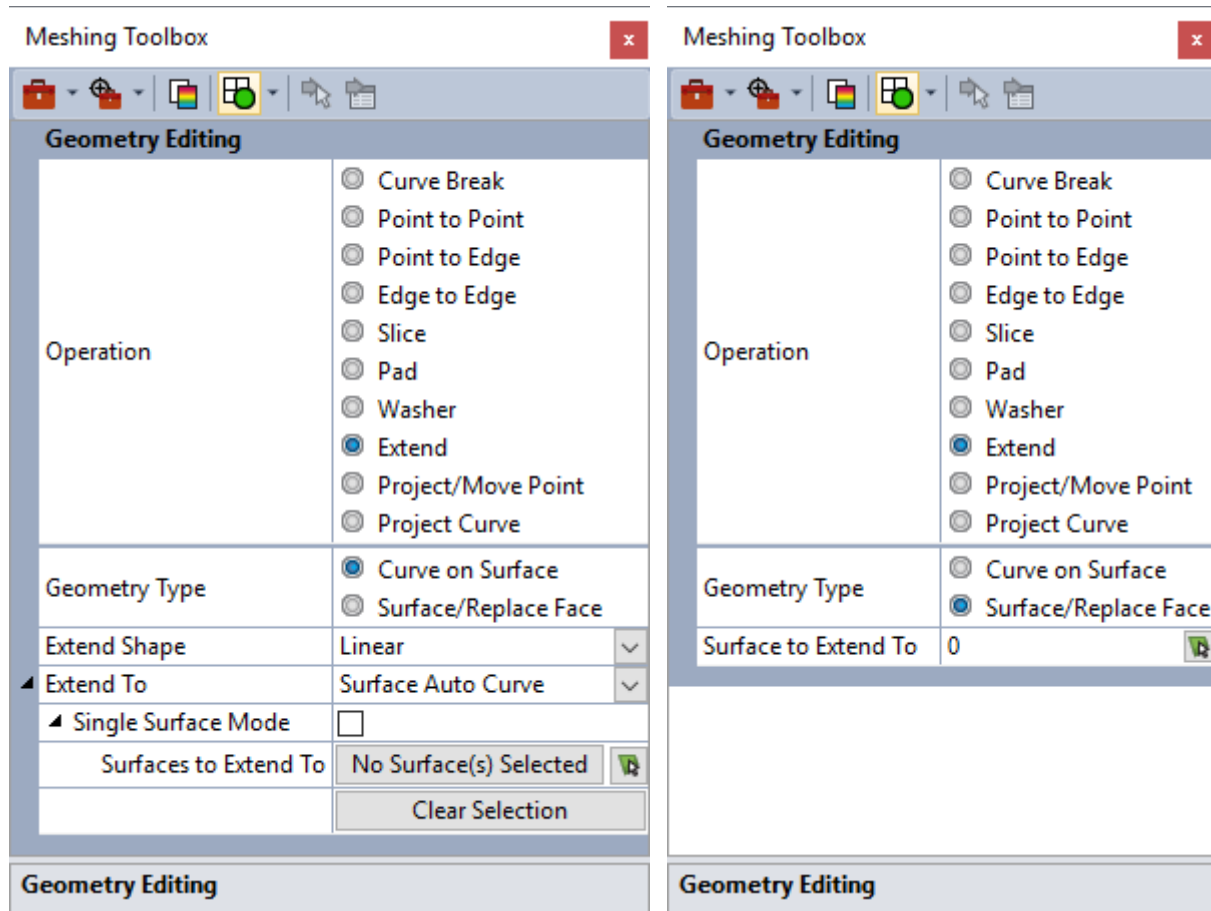 Meshing Toolbox
Geometry Editing
Operation
Curve Break
Point to Point
Point to Edge
Edge to Edge
Slice
Pad
Washer
Extend
Project/Move Point
Project Curve
Geometry Type
Curve on Surface
Surface/Replace Face
Extend Shape
Linear
Extend To
Surface Auto Curve
Single Surface Mode
Surfaces to Extend To
No Surface(s) Selected
Clear Selection
Geometry Editing
Meshing Toolbox
Geometry Editing
Operation
Curve Break
Point to Point
Point to Edge
Edge to Edge
Slice
Pad
Washer
Extend
Project/Move Point
Project Curve
Geometry Type
Curve on Surface
Surface/Replace Face
Surface to Extend To
0
Geometry Editing